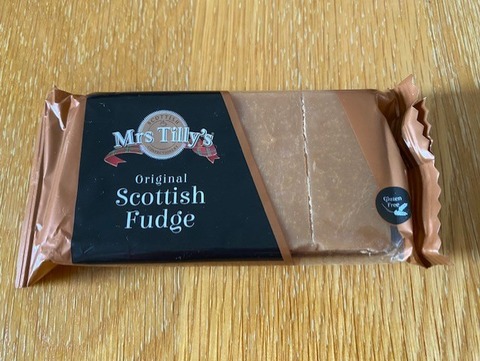 SCOTTISH
Mrs Tilly's
Original
Scottish
Fudge
Gluten
Free